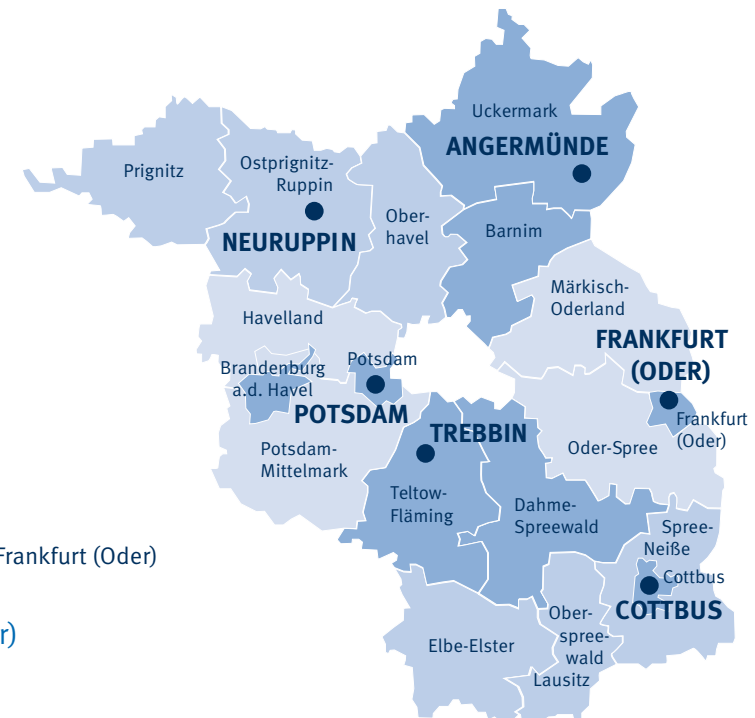 Uckermark
ANGERMÜNDE
Prignitz
Ostprignitz-
Ruppin
NEURUPPIN
Ober-
havel
Barnim
Märkisch-
Oderland
Havelland
FRANKFURT
(ODER)
Brandenburg
a.d. Havel
Potsdam
POTSDAM
TREBBIN
Frankfurt
(Oder)
Potsdam-
Mittelmark
Oder-Spree
Teltow-
Fläming
Dahme-
Spreewald
Spree-
Neiße
Cottbus
COTTBUS
Elbe-Elster
Ober-
spree-
wald
Lausitz
Frankfurt (Oder)
r)